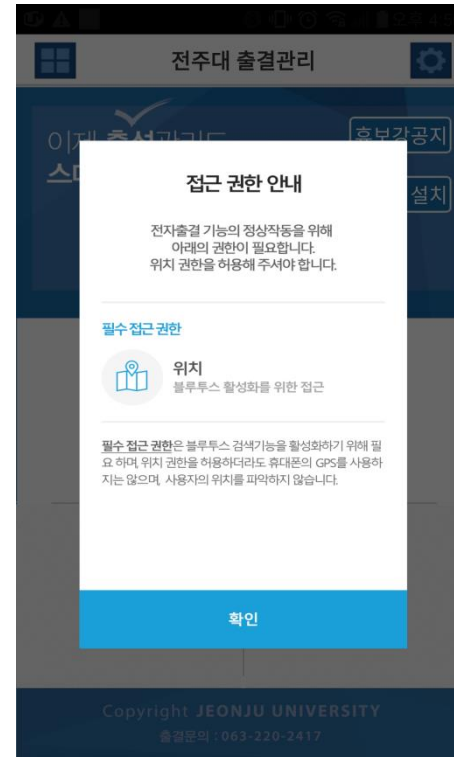 전주대 출결관리
이제
휴보강공지
설치
접근 권한 안내
전자출결 기능의 정상작동을 위해
아래의 권한이 필요합니다.
위치 권한을 허용해 주셔야 합니다.
필수 접근 권한
위치
블루투스 활성화를 위한 접근
필수 접근 권한은 블루투스 검색기능을 활성화하기 위해 필
요 하며, 위치 권한을 허용하더라도 휴대폰의 GPS를 사용하
지는 않으며, 사용자의 위치를 파악하지 않습니다.
확인
Copyright JEONJU UNIVERSITY
출결문의 : 063-220-2417